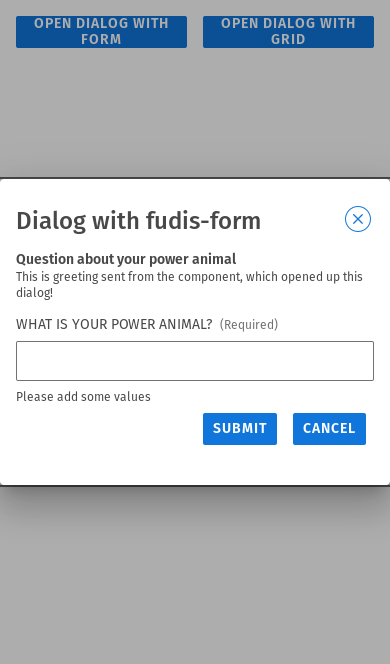 OPEN DIALOG WITH
FORM
OPEN DIALOG WITH
GRID
Dialog with fudis-form
Question about your power animal
This is greeting sent from the component, which opened up this
dialog!
WHAT IS YOUR POWER ANIMAL? (Required)
Please add some values
SUBMIT CANCEL